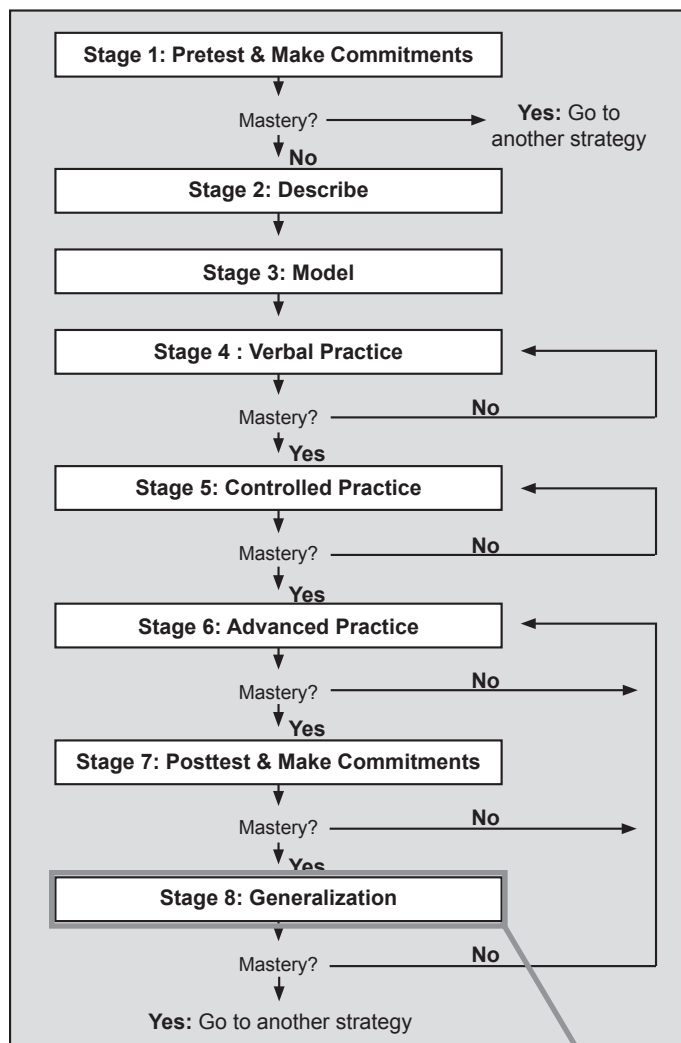 Stage 1: Pretest & Make Commitments
Mastery?
Yes: Go to
another strategy
No
Stage 2: Describe
Stage 3: Model
Stage 4 : Verbal Practice
Mastery?
No
Yes
Stage 5: Controlled Practice
Mastery?
No
Yes
Stage 6: Advanced Practice
Mastery?
No
Yes
Stage 7: Posttest & Make Commitments
Mastery?
No
Yes
Stage 8: Generalization
Mastery?
No
Yes: Go to another strategy